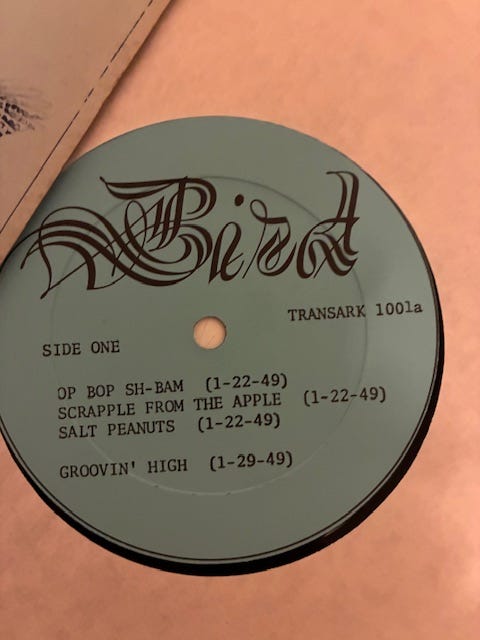 Bird
TRANSARK 1001a
SIDE ONE
OP BOP SH-BAM (1-22-49)
SCRAPPLE FROM THE APPLE (1-22-49)
SALT PEANUTS (1-22-49)
GROOVIN' HIGH (1-29-49)